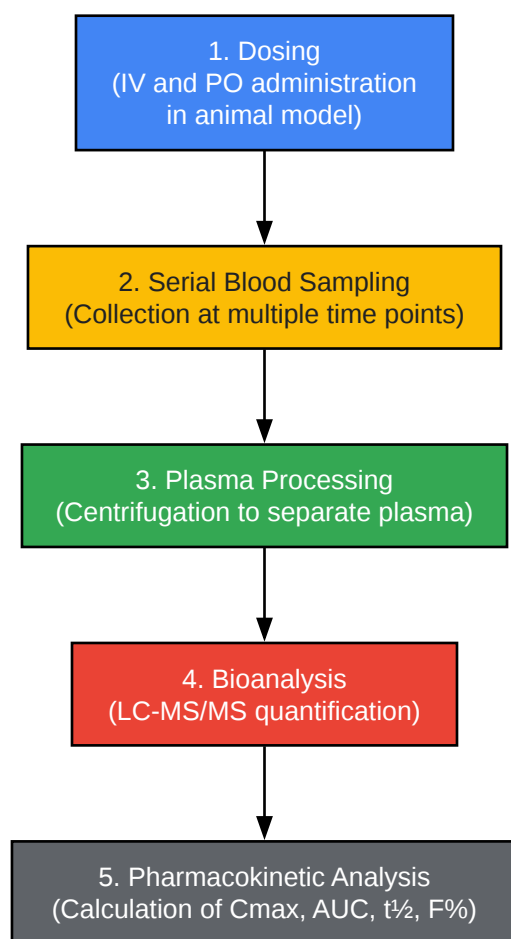 1. Dosing
(IV and PO administration
in animal model)
2. Serial Blood Sampling
(Collection at multiple time points)
3. Plasma Processing
(Centrifugation to separate plasma)
4. Bioanalysis
(LC-MS/MS quantification)
5. Pharmacokinetic Analysis
(Calculation of Cmax, AUC, t½, F%)